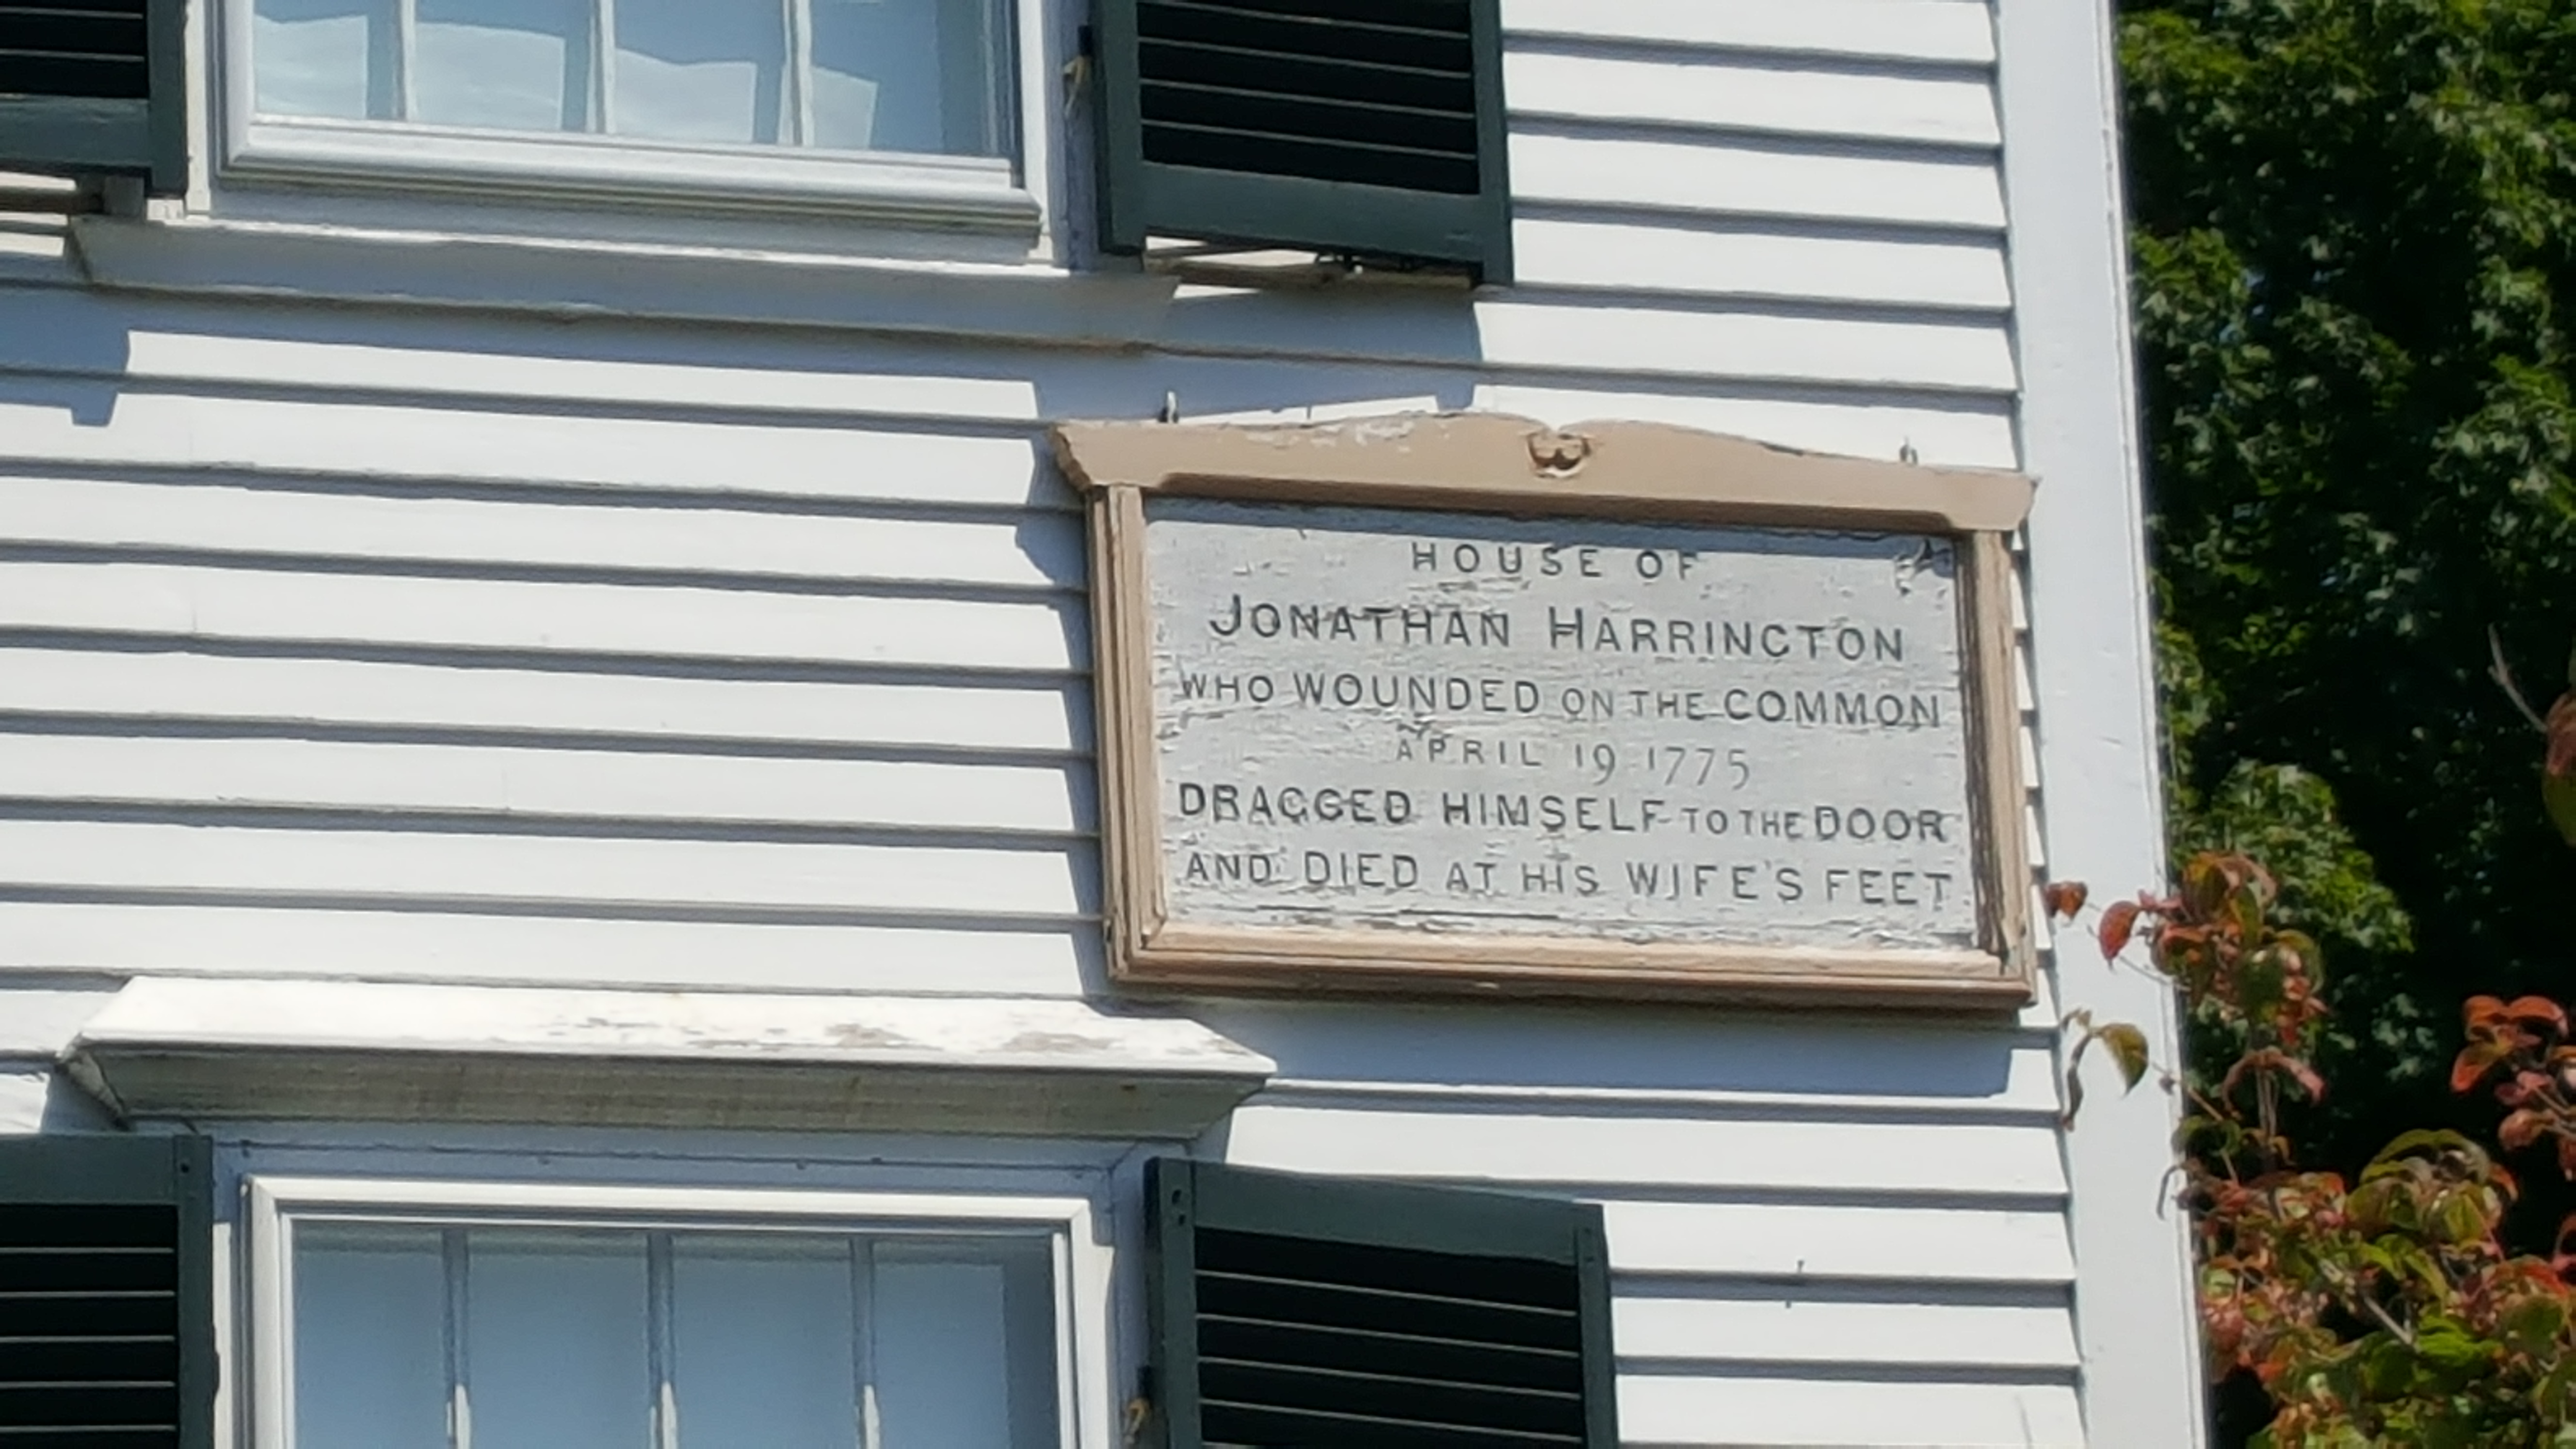 HOUSE OF
JONATHAN HARRINGTON
WHO WOUNDED ON THE COMMON
APRIL 19 1775
DRAGGED HIMSELF TO THE DOOR
AND DIED AT HIS WIFE'S FEET